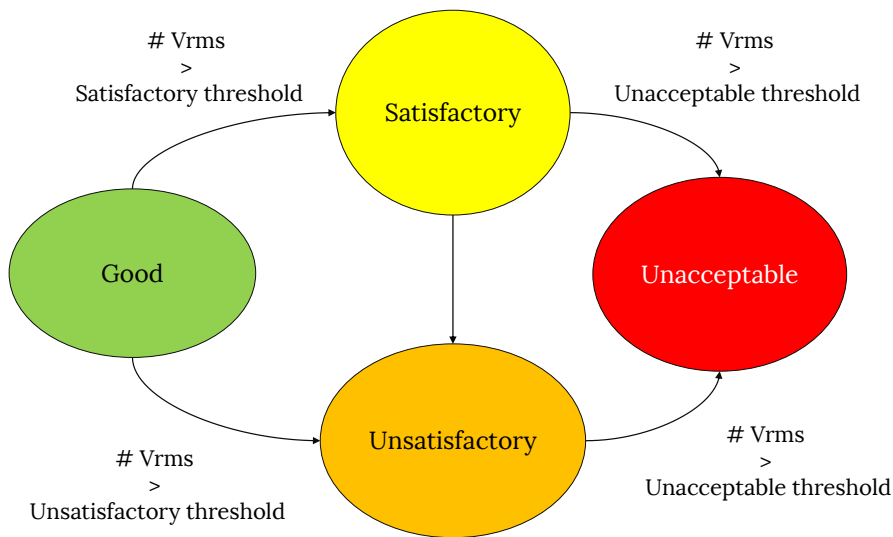 # Vrms
>
Satisfactory threshold
# Vrms
>
Unacceptable threshold
Satisfactory
Good
Unacceptable
Unsatisfactory
# Vrms
>
Unsatisfactory threshold
# Vrms
>
Unacceptable threshold